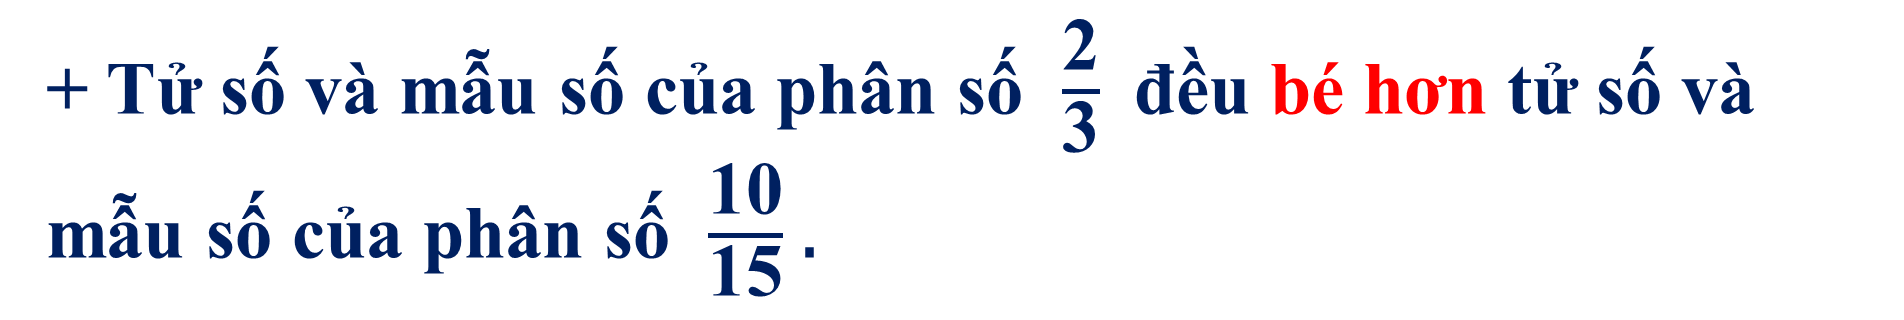 + Tử số và mẫu số của phân số 2/3 đều bé hơn tử số và
mẫu số của phân số 10/15 .